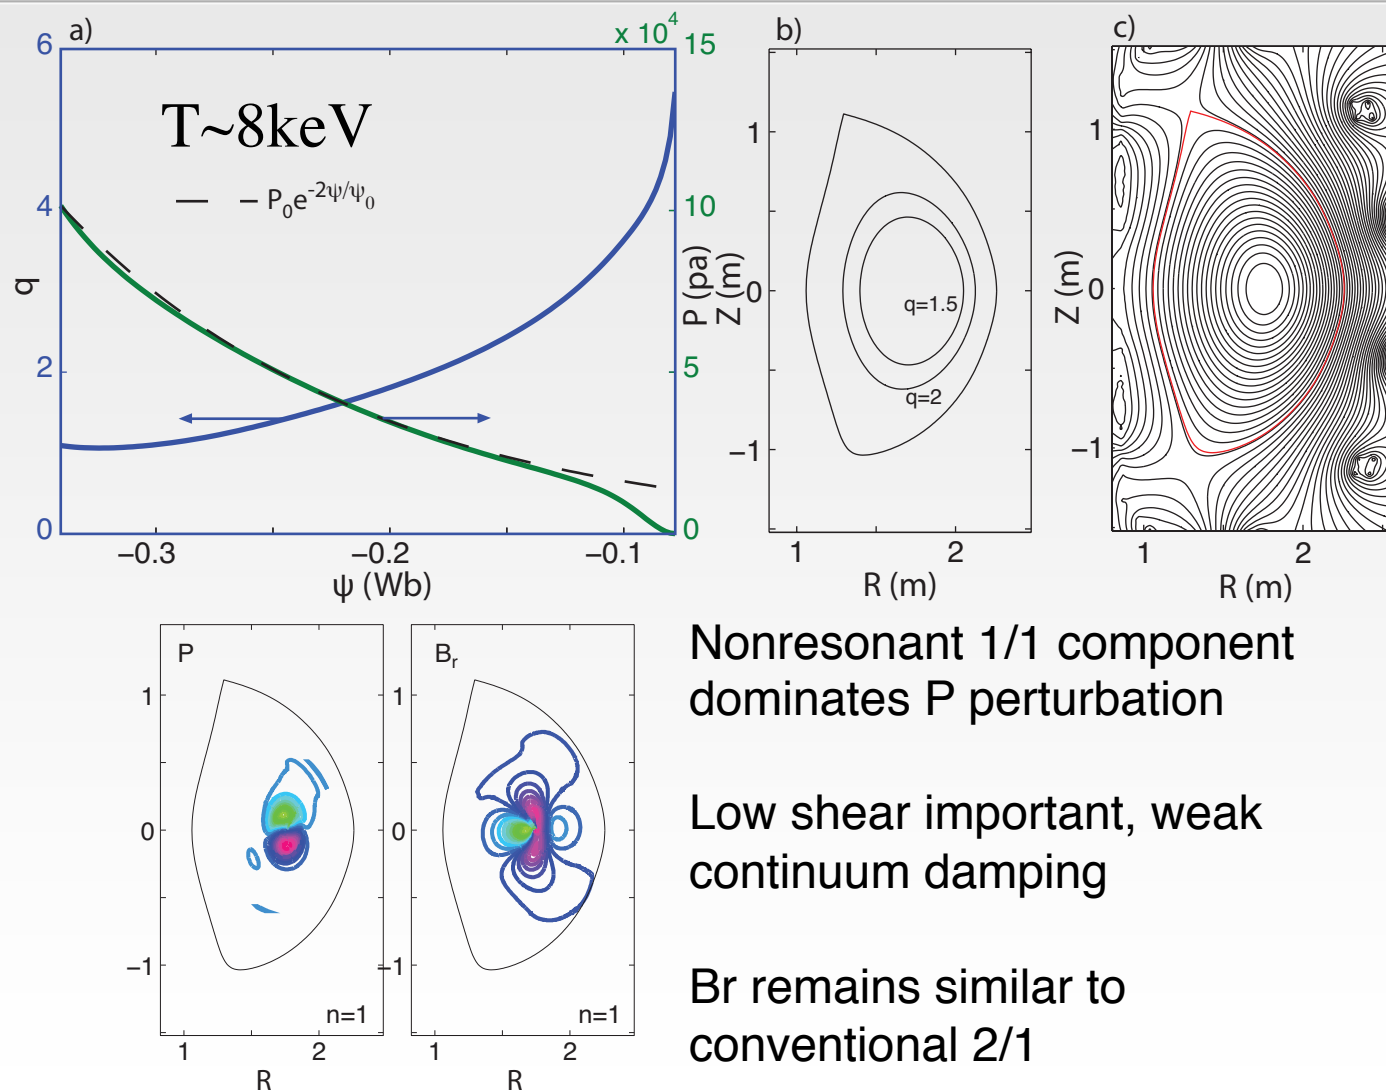 a)
x 10⁴
b)
c)
6
4
2
0
q
T~8keV
P₀e^-2ψ/ψ₀
15
10
5
0
P (pa)
−0.3
−0.2
−0.1
ψ (Wb)
Z (m)
1
0
−1
q=1.5
q=2
1
2
R (m)
Z (m)
1
0
−1
1
2
R (m)
P
1
0
−1
n=1
1
2
R
Bᵣ
1
0
−1
n=1
1
2
R
Nonresonant 1/1 component
dominates P perturbation
Low shear important, weak
continuum damping
Br remains similar to
conventional 2/1